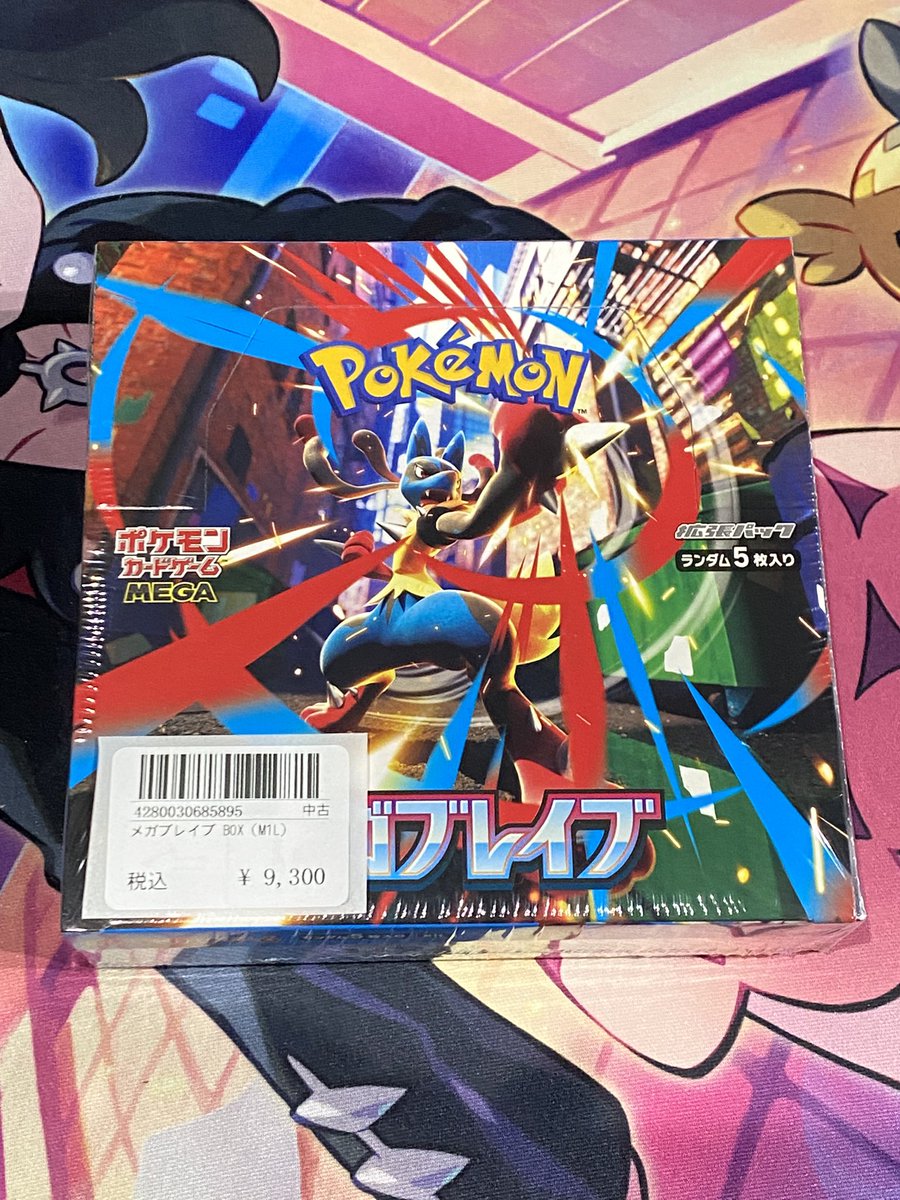 POKÉMON
TM
ポケモン
カードゲーム
MEGA
拡張パック
ランダム5枚入り
4280030685895 中古
メガブレイブ BOX (M1L)
税込 ¥ 9,300
ガブレイブ